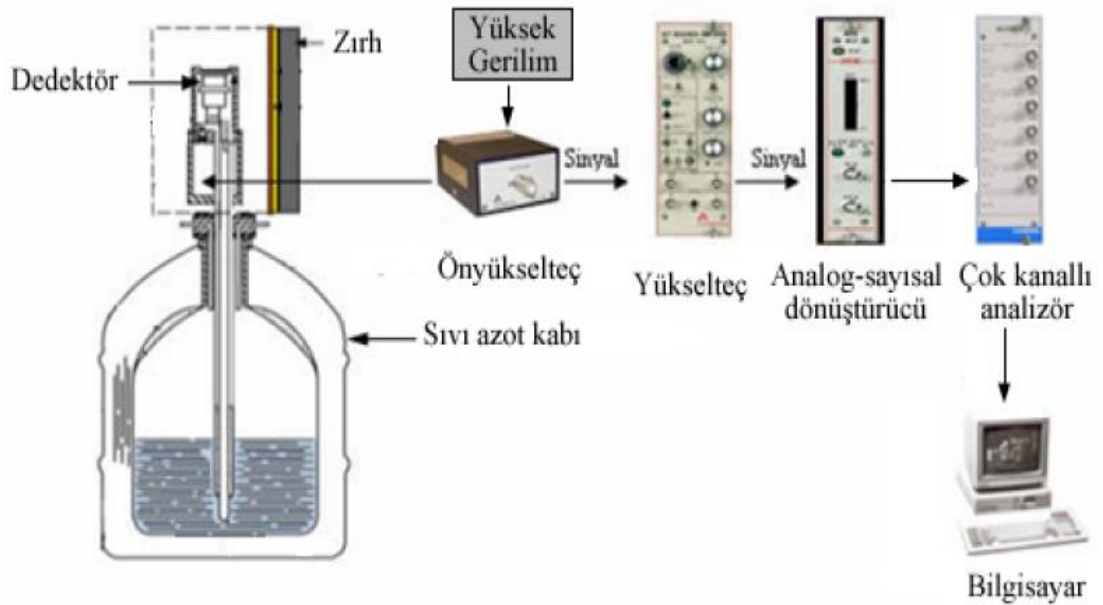 Yüksek
Gerilim
Zırh
Dedektör
Sinyal
Sinyal
Önyükselteç
Yükselteç
Analog-sayısal
dönüştürücü
Çok kanallı
analizör
Sıvı azot kabı
Bilgisayar